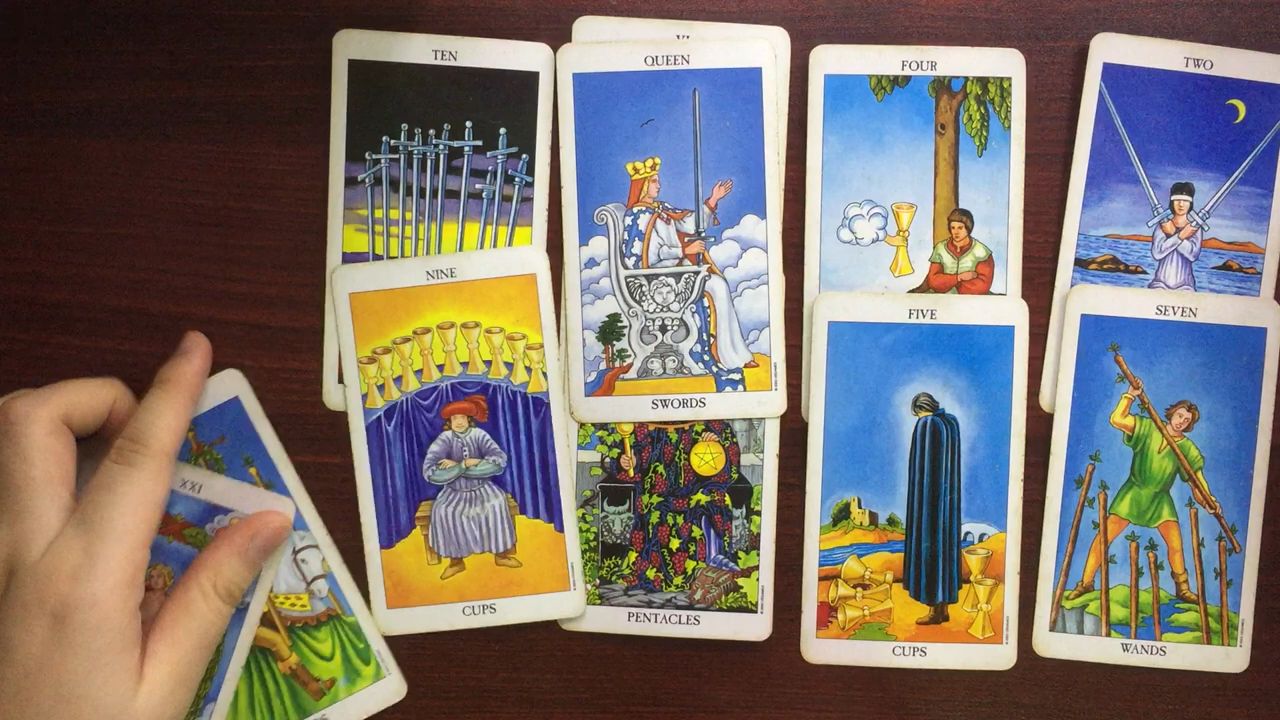 TEN
NINE
CUPS
QUEEN
SWORDS
PENTACLES
FOUR
FIVE
CUPS
TWO
SEVEN
WANDS
XXI